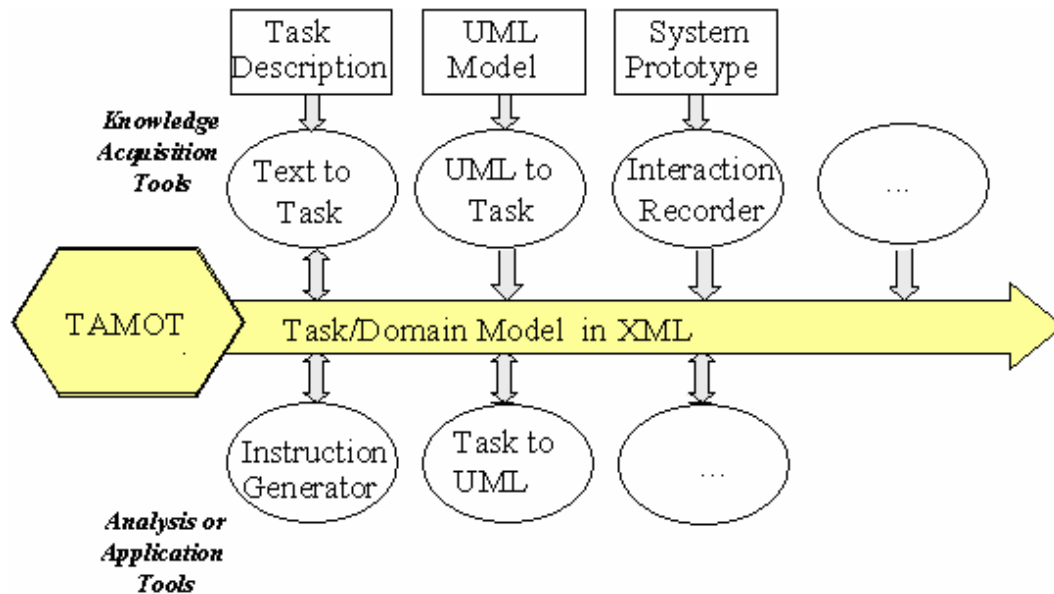 Task
Description
UML
Model
System
Prototype
Knowledge
Acquisition
Tools
Text to
Task
UML to
Task
Interaction
Recorder
...
TAMOT
Task/Domain Model in XML
Instruction
Generator
Task to
UML
...
Analysis or
Application
Tools